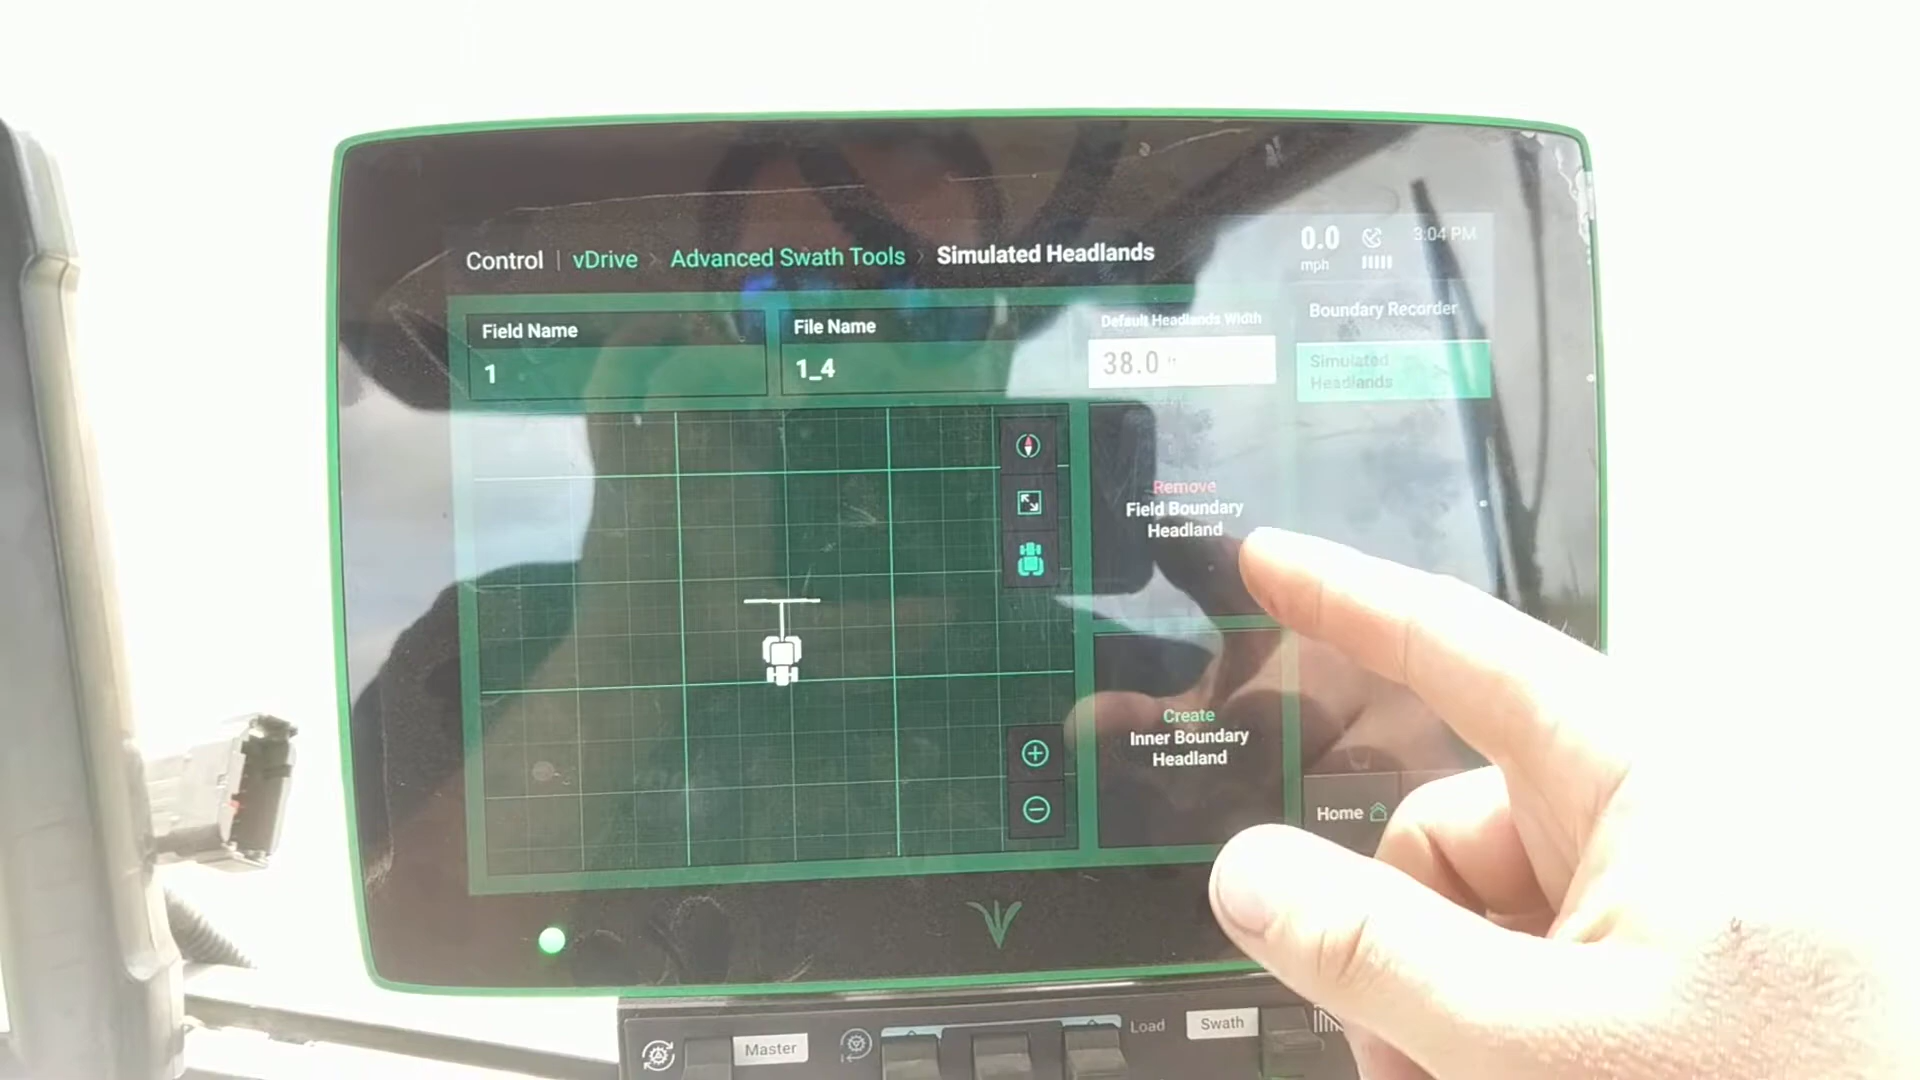 Control | vDrive > Advanced Swath Tools > Simulated Headlands
0.0
mph
3:04 PM
Field Name
1
File Name
1_4
Default Headlands Width
38.0 ft
Boundary Recorder
Simulated
Headlands
Remove
Field Boundary
Headland
Create
Inner Boundary
Headland
Home
Master
Load
Swath